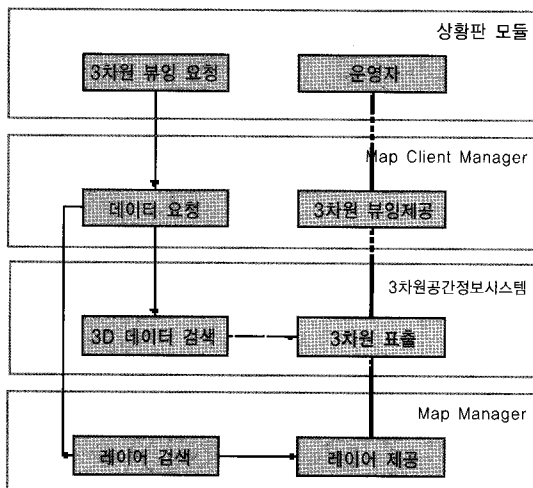 상황판 모듈
3차원 뷰잉 요청
운영자
Map Client Manager
데이터 요청
3차원 뷰잉제공
3차원공간정보시스템
3D 데이터 검색
3차원 표출
Map Manager
레이어 검색
레이어 제공